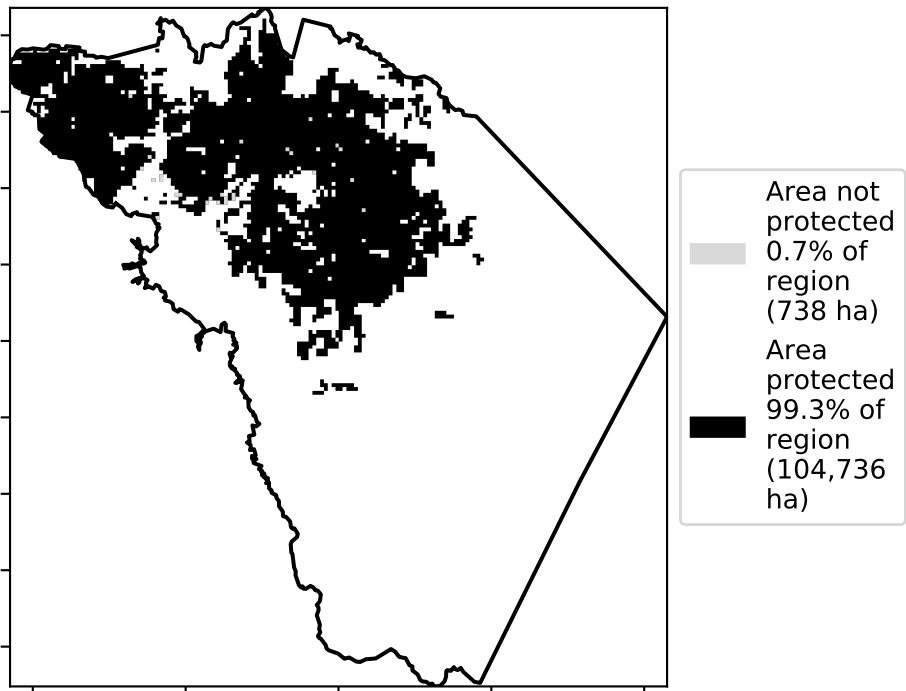 Area not
protected
0.7% of
region
(738 ha)
Area
protected
99.3% of
region
(104,736
ha)